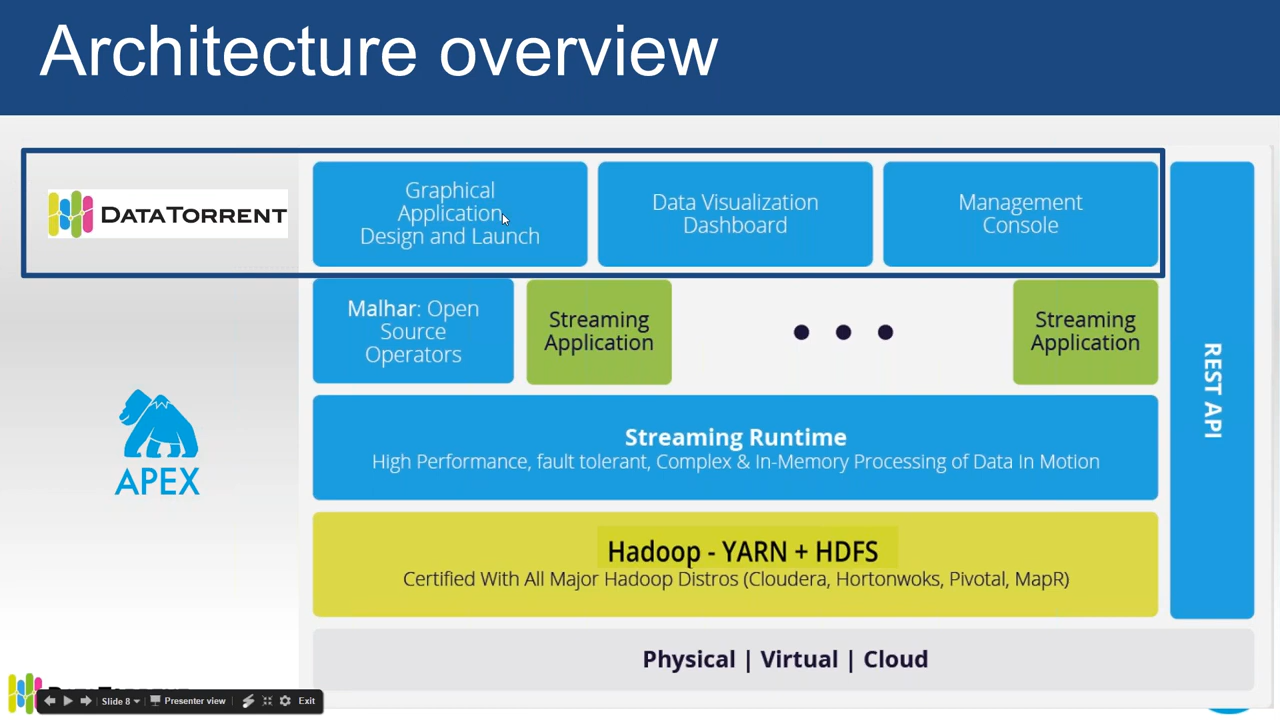 Architecture overview
DATATORRENT
Graphical
Application
Design and Launch
Data Visualization
Dashboard
Management
Console
Malhar: Open
Source
Operators
Streaming
Application
Streaming
Application
REST API
APEX
Streaming Runtime
High Performance, fault tolerant, Complex & In-Memory Processing of Data In Motion
Hadoop - YARN + HDFS
Certified With All Major Hadoop Distros (Cloudera, Hortonwoks, Pivotal, MapR)
Physical | Virtual | Cloud
Slide 8
Presenter view
Exit